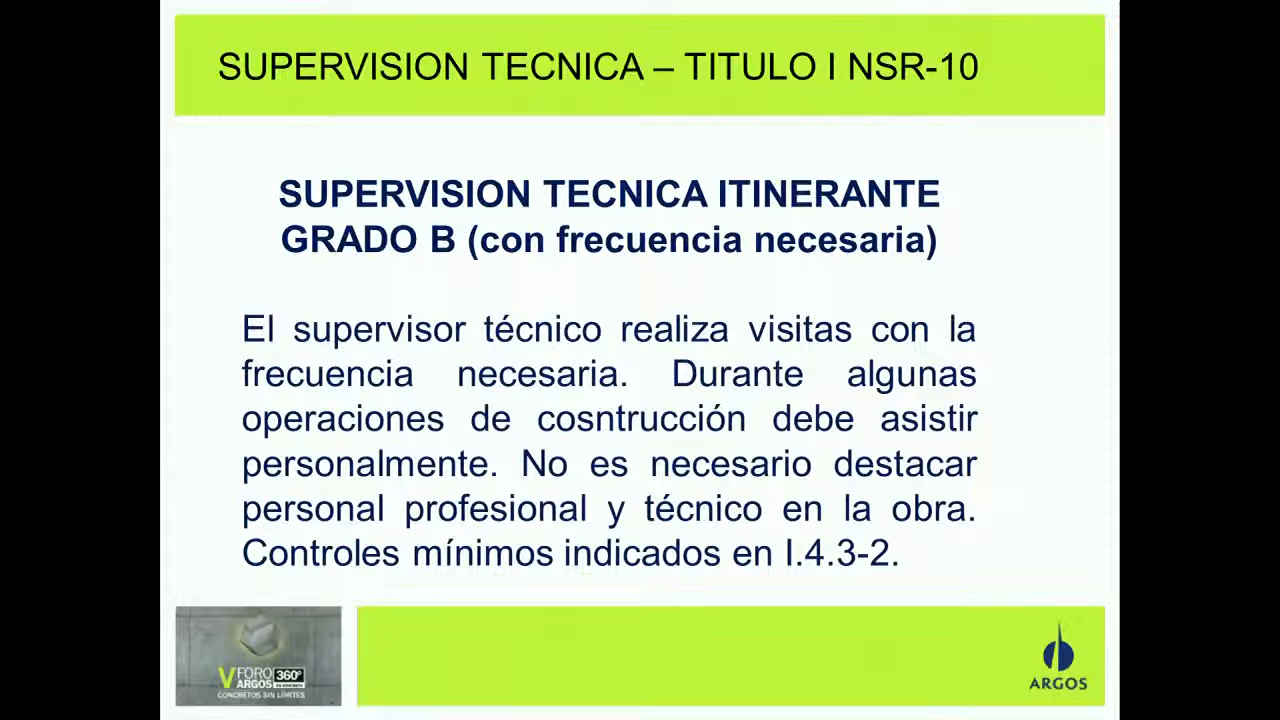 SUPERVISION TECNICA – TITULO I NSR-10
SUPERVISION TECNICA ITINERANTE
GRADO B (con frecuencia necesaria)
El supervisor técnico realiza visitas con la
frecuencia necesaria. Durante algunas
operaciones de cosntrucción debe asistir
personalmente. No es necesario destacar
personal profesional y técnico en la obra.
Controles mínimos indicados en I.4.3-2.
V FORO 360°
ARGOS
CONCRETOS SIN LÍMITES
ARGOS